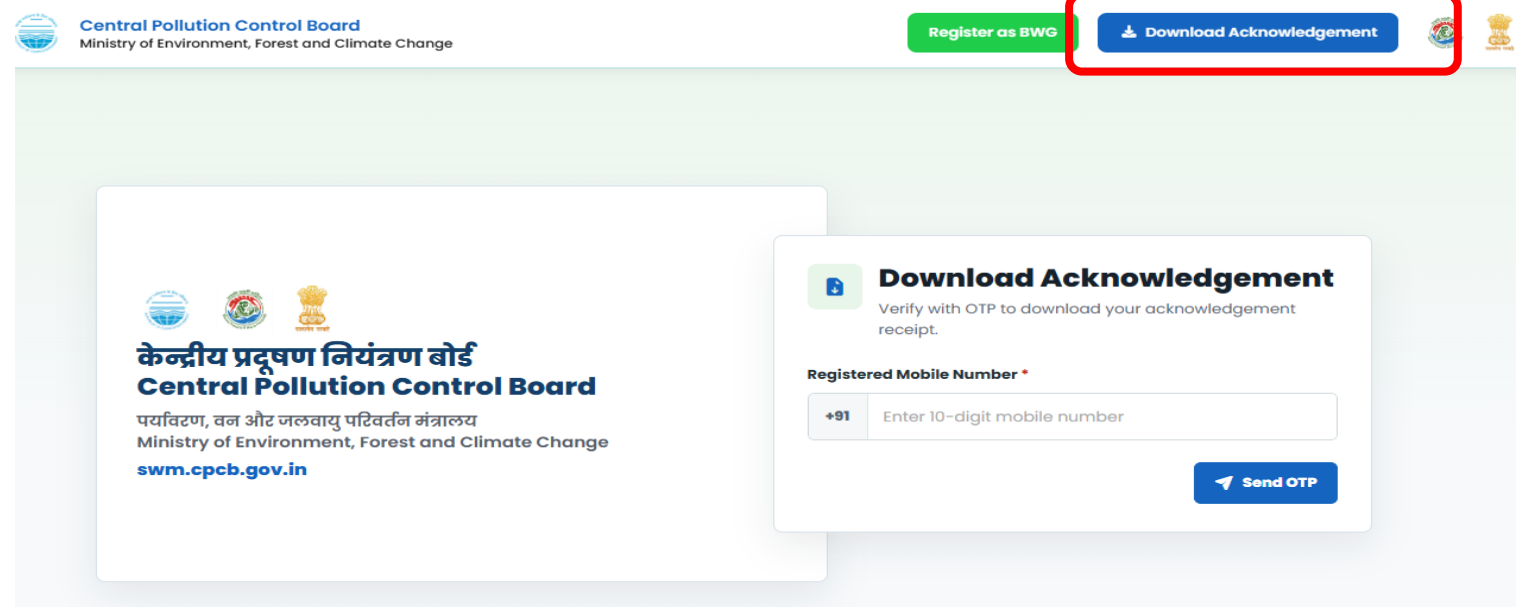 Central Pollution Control Board
Ministry of Environment, Forest and Climate Change
Register as BWG
Download Acknowledgement
केन्द्रीय प्रदूषण नियंत्रण बोर्ड
Central Pollution Control Board
पर्यावरण, वन और जलवायु परिवर्तन मंत्रालय
Ministry of Environment, Forest and Climate Change
swm.cpcb.gov.in
Download Acknowledgement
Verify with OTP to download your acknowledgement
receipt.
Registered Mobile Number *
+91 Enter 10-digit mobile number
Send OTP